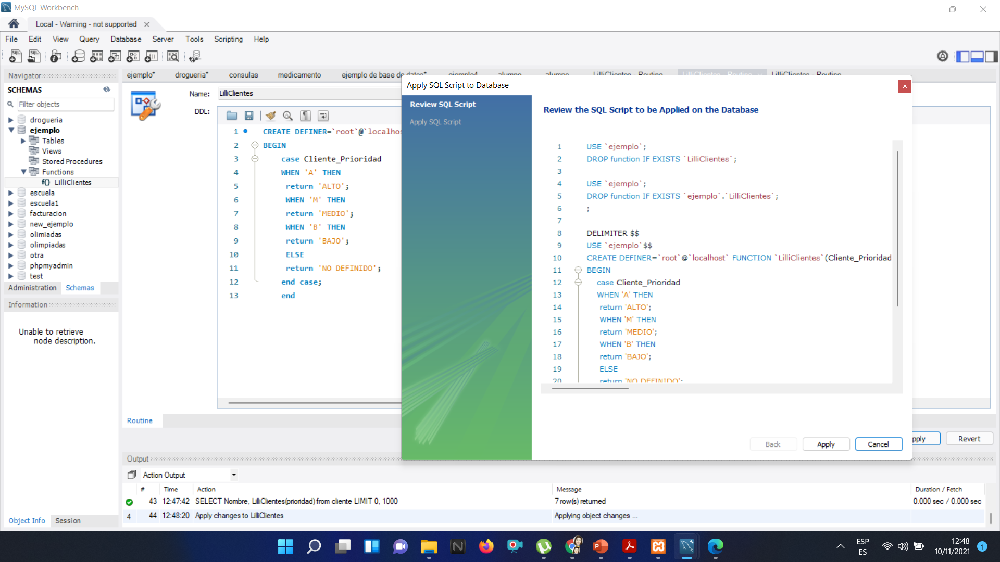 MySQL Workbench
Local - Warning - not supported
File Edit View Query Database Server Tools Scripting Help
Navigator
SCHEMAS
Filter objects
drogueria
ejemplo
Tables
Views
Stored Procedures
Functions
f() LilliClientes
escuela
escuela1
facturacion
new_ejemplo
olimiadas
olimpiadas
otra
phpmyadmin
test
Administration Schemas
Information
Unable to retrieve
node description.
Object Info Session
ejemplo* drogueria* consulas medicamento ejemplo de base de datos* ejemplo4 alumno alumno LilliClientes - Routine LilliClientes - Routine LilliClientes - Routine
Name: LilliClientes
DDL:
1 CREATE DEFINER=`root`@`localhos
2 BEGIN
3 case Cliente_Prioridad
4 WHEN 'A' THEN
5 return 'ALTO';
6 WHEN 'M' THEN
7 return 'MEDIO';
8 WHEN 'B' THEN
9 return 'BAJO';
10 ELSE
11 return 'NO DEFINIDO';
12 end case;
13 end
Routine
Apply SQL Script to Database
Review SQL Script
Apply SQL Script
Review the SQL Script to be Applied on the Database
1 USE `ejemplo`;
2 DROP function IF EXISTS `LilliClientes`;
3
4 USE `ejemplo`;
5 DROP function IF EXISTS `ejemplo`.`LilliClientes`;
6 ;
7
8 DELIMITER $$
9 USE `ejemplo`$$
10 CREATE DEFINER=`root`@`localhost` FUNCTION `LilliClientes`(Cliente_Prioridad
11 BEGIN
12 case Cliente_Prioridad
13 WHEN 'A' THEN
14 return 'ALTO';
15 WHEN 'M' THEN
16 return 'MEDIO';
17 WHEN 'B' THEN
18 return 'BAJO';
19 ELSE
20 return 'NO DEFINIDO';
Back Apply Cancel
pply Revert
Output
Action Output
# Time Action Message Duration / Fetch
43 12:47:42 SELECT Nombre, LilliClientes(prioridad) from cliente LIMIT 0, 1000 7 row(s) returned 0.000 sec / 0.000 sec
4 44 12:48:20 Apply changes to LilliClientes Applying object changes ...
ESP
ES
12:48
10/11/2021
1